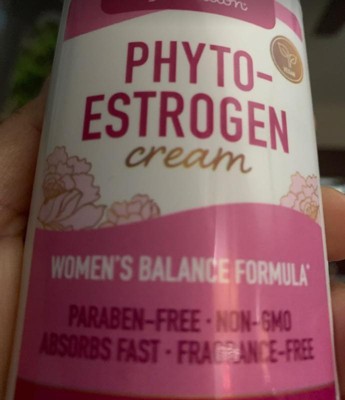 PHYTO-
ESTROGEN
cream
WOMEN'S BALANCE FORMULA*
PARABEN-FREE • NON-GMO
ABSORBS FAST • FRAGRANCE-FREE